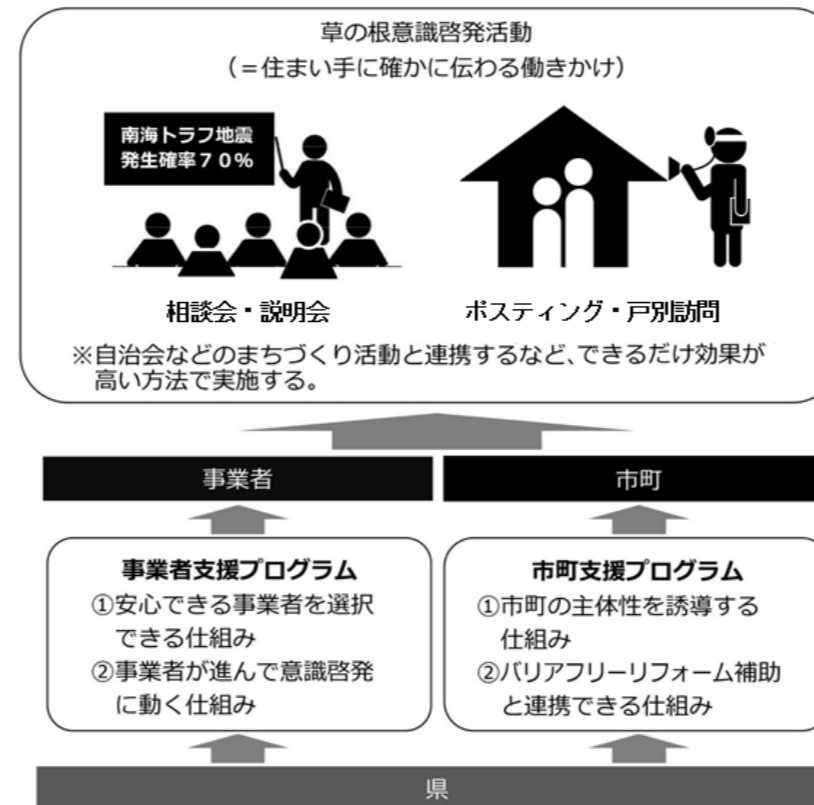 草の根意識啓発活動
（＝住まい手に確かに伝わる働きかけ）
南海トラフ地震
発生確率７０％
相談会・説明会
ポスティング・戸別訪問
※自治会などのまちづくり活動と連携するなど、できるだけ効果が
高い方法で実施する。
事業者
市町
事業者支援プログラム
①安心できる事業者を選択
できる仕組み
②事業者が進んで意識啓発
に動く仕組み
市町支援プログラム
①市町の主体性を誘導する
仕組み
②バリアフリーリフォーム補助
と連携できる仕組み
県